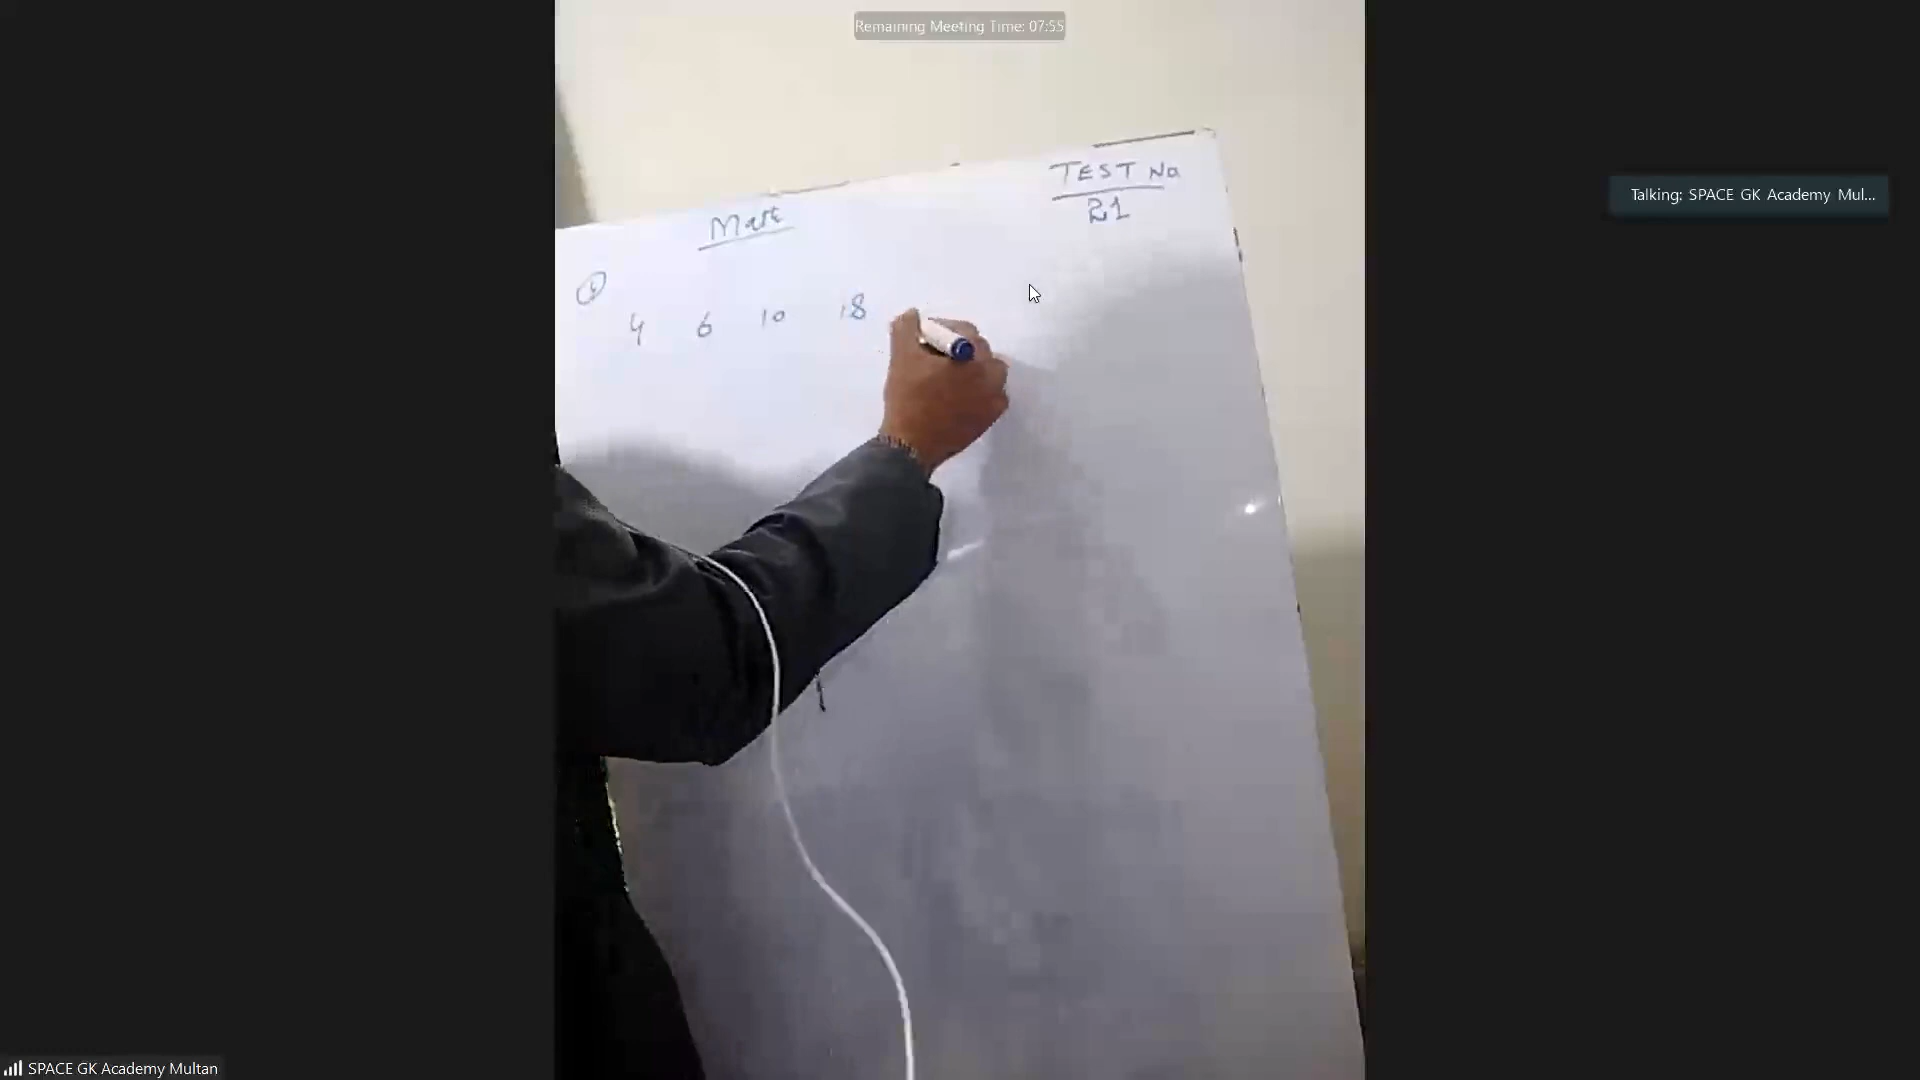 Remaining Meeting Time: 07:55
TEST No
21
Math
4 6 10 18
Talking: SPACE GK Academy Mul...
SPACE GK Academy Multan